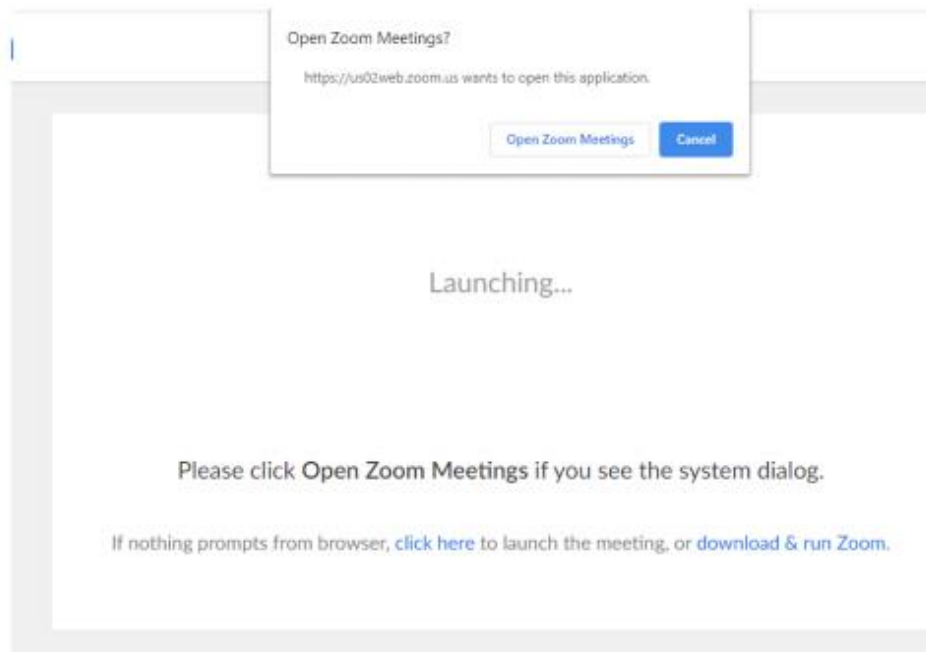 Open Zoom Meetings?
https://us02web.zoom.us wants to open this application.
Open Zoom Meetings
Cancel
Launching...
Please click Open Zoom Meetings if you see the system dialog.
If nothing prompts from browser, click here to launch the meeting, or download & run Zoom.